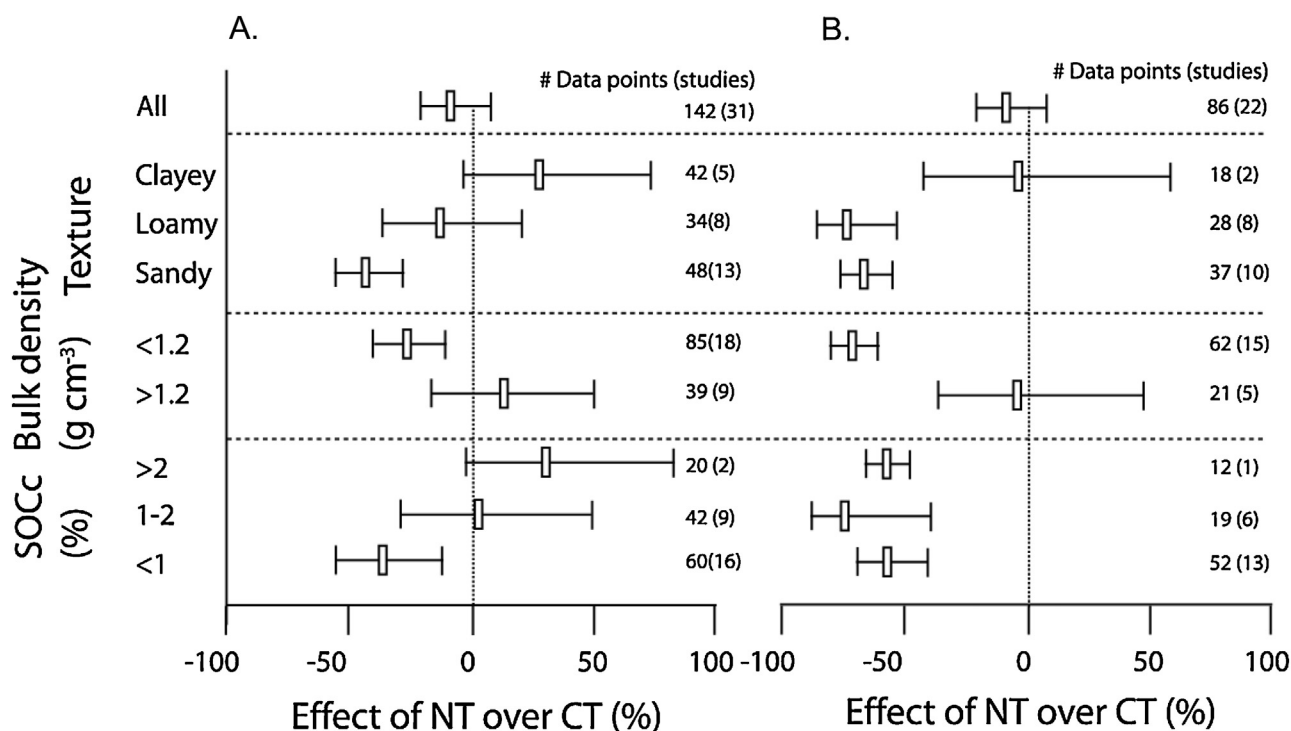 A.
B.
# Data points (studies)
# Data points (studies)
All
142 (31)
86 (22)
Texture
Clayey
42 (5)
18 (2)
Loamy
34(8)
28 (8)
Sandy
48(13)
37 (10)
Bulk density
(g cm⁻³)
<1.2
85(18)
62 (15)
>1.2
39 (9)
21 (5)
SOCc
(%)
>2
20 (2)
12 (1)
1-2
42 (9)
19 (6)
<1
60(16)
52 (13)
-100 -50 0 50 100 -100 -50 0 50 100
Effect of NT over CT (%)
Effect of NT over CT (%)